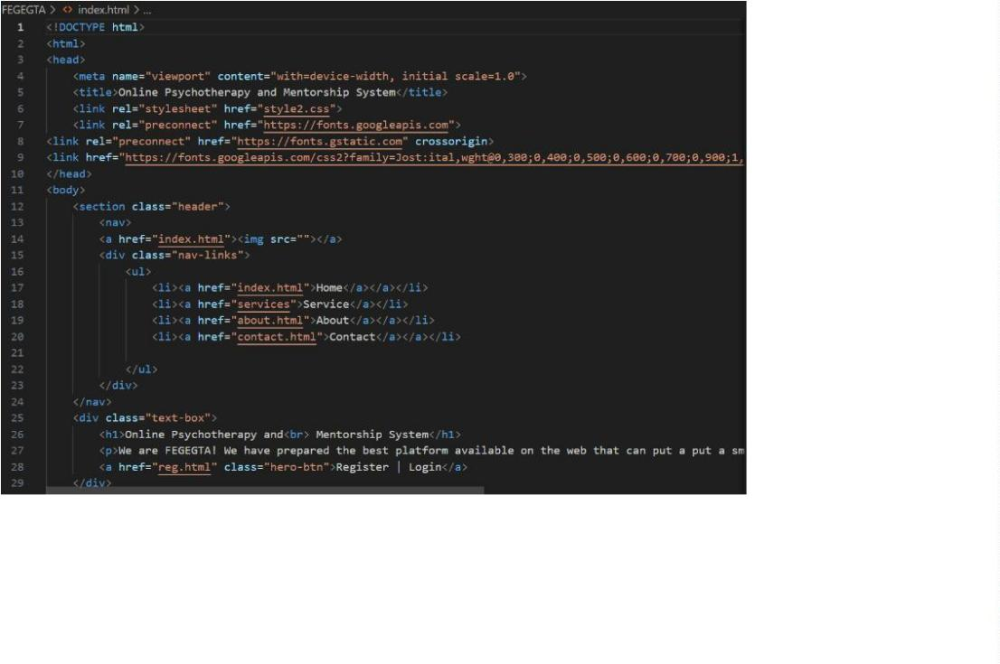 FEGEGTA > <> index.html > ...
1 <!DOCTYPE html>
2 <html>
3 <head>
4 <meta name="viewport" content="with=device-width, initial scale=1.0">
5 <title>Online Psychotherapy and Mentorship System</title>
6 <link rel="stylesheet" href="style2.css">
7 <link rel="preconnect" href="https://fonts.googleapis.com">
8 <link rel="preconnect" href="https://fonts.gstatic.com" crossorigin>
9 <link href="https://fonts.googleapis.com/css2?family=Jost:ital,wght@0,300;0,400;0,500;0,600;0,700;0,900;1,
10 </head>
11 <body>
12 <section class="header">
13 <nav>
14 <a href="index.html"><img src=""></a>
15 <div class="nav-links">
16 <ul>
17 <li><a href="index.html">Home</a></a></li>
18 <li><a href="services">Service</a></li>
19 <li><a href="about.html">About</a></a></li>
20 <li><a href="contact.html">Contact</a></a></li>
21
22 </ul>
23 </div>
24 </nav>
25 <div class="text-box">
26 <h1>Online Psychotherapy and<br> Mentorship System</h1>
27 <p>We are FEGEGTA! We have prepared the best platform available on the web that can put a put a sm
28 <a href="reg.html" class="hero-btn">Register | Login</a>
29 </div>